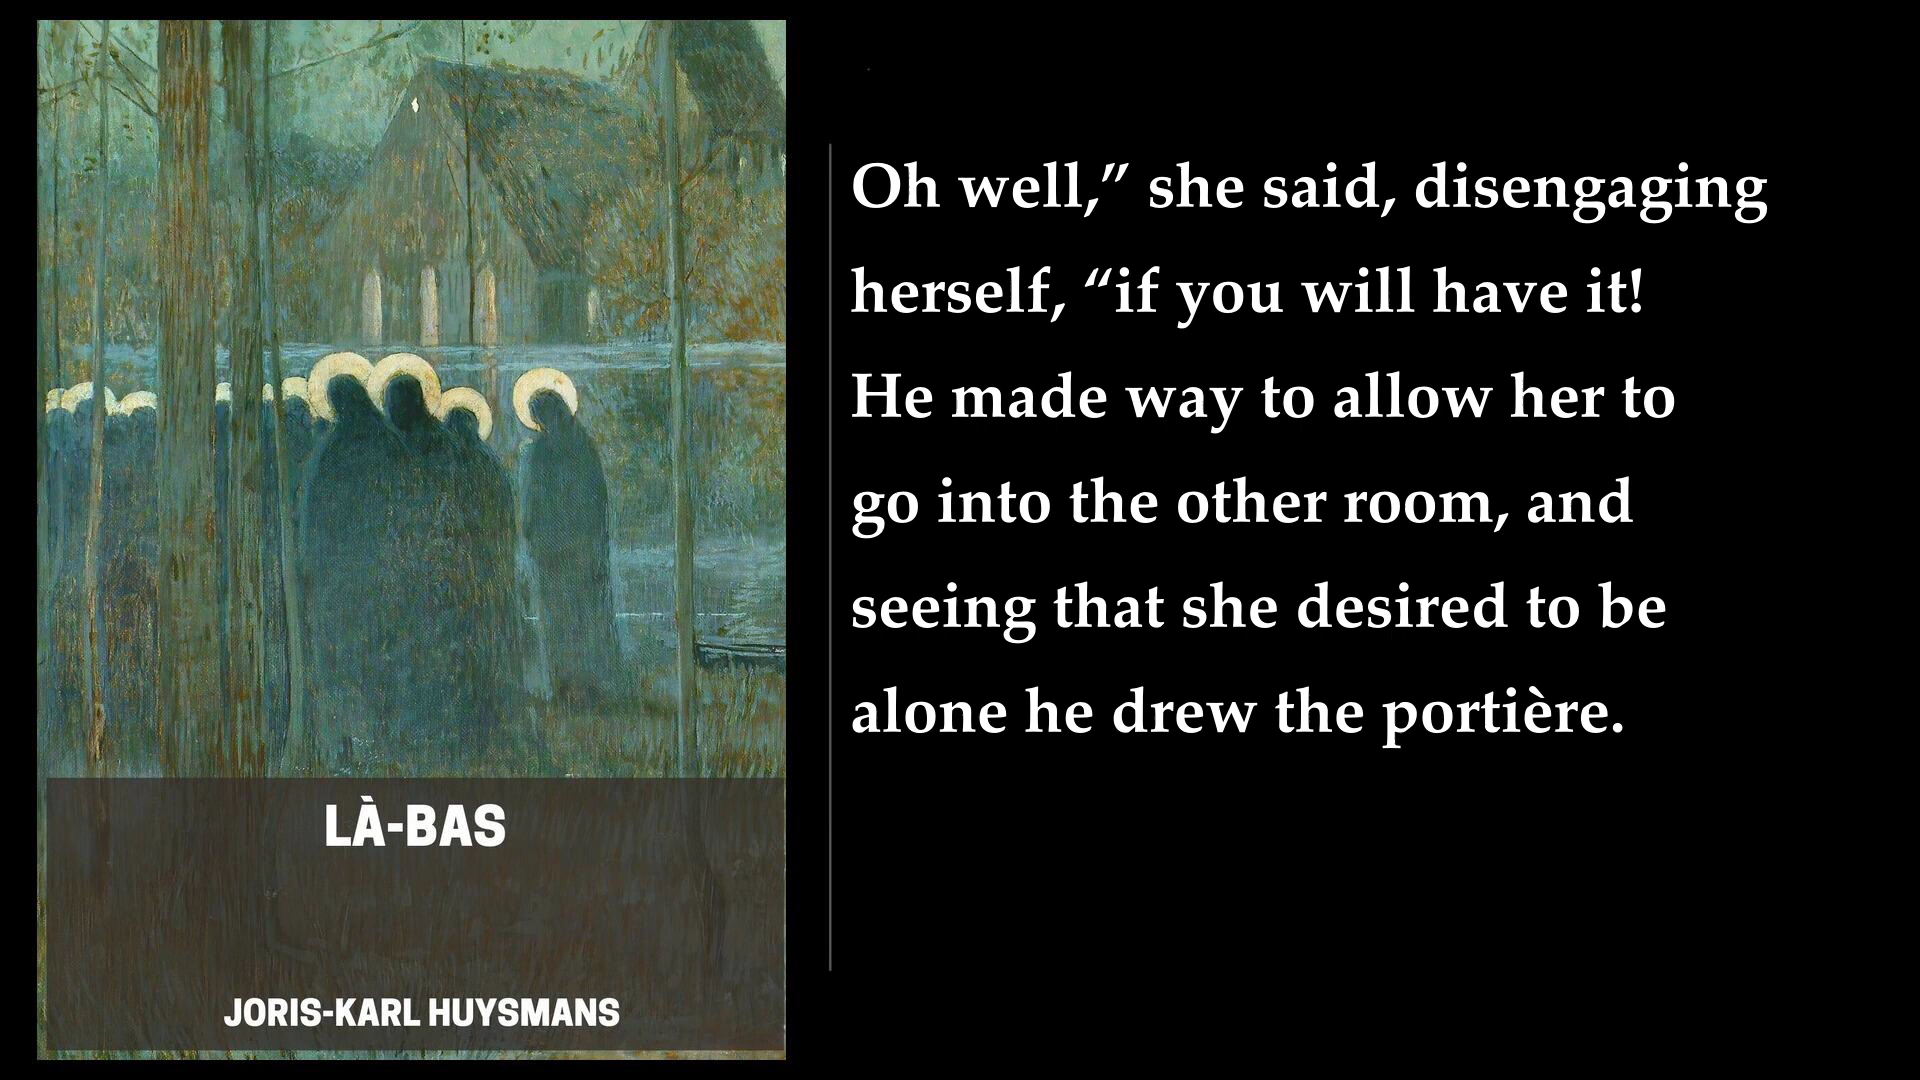 LÀ-BAS
JORIS-KARL HUYSMANS
Oh well,” she said, disengaging
herself, “if you will have it!
He made way to allow her to
go into the other room, and
seeing that she desired to be
alone he drew the portière.